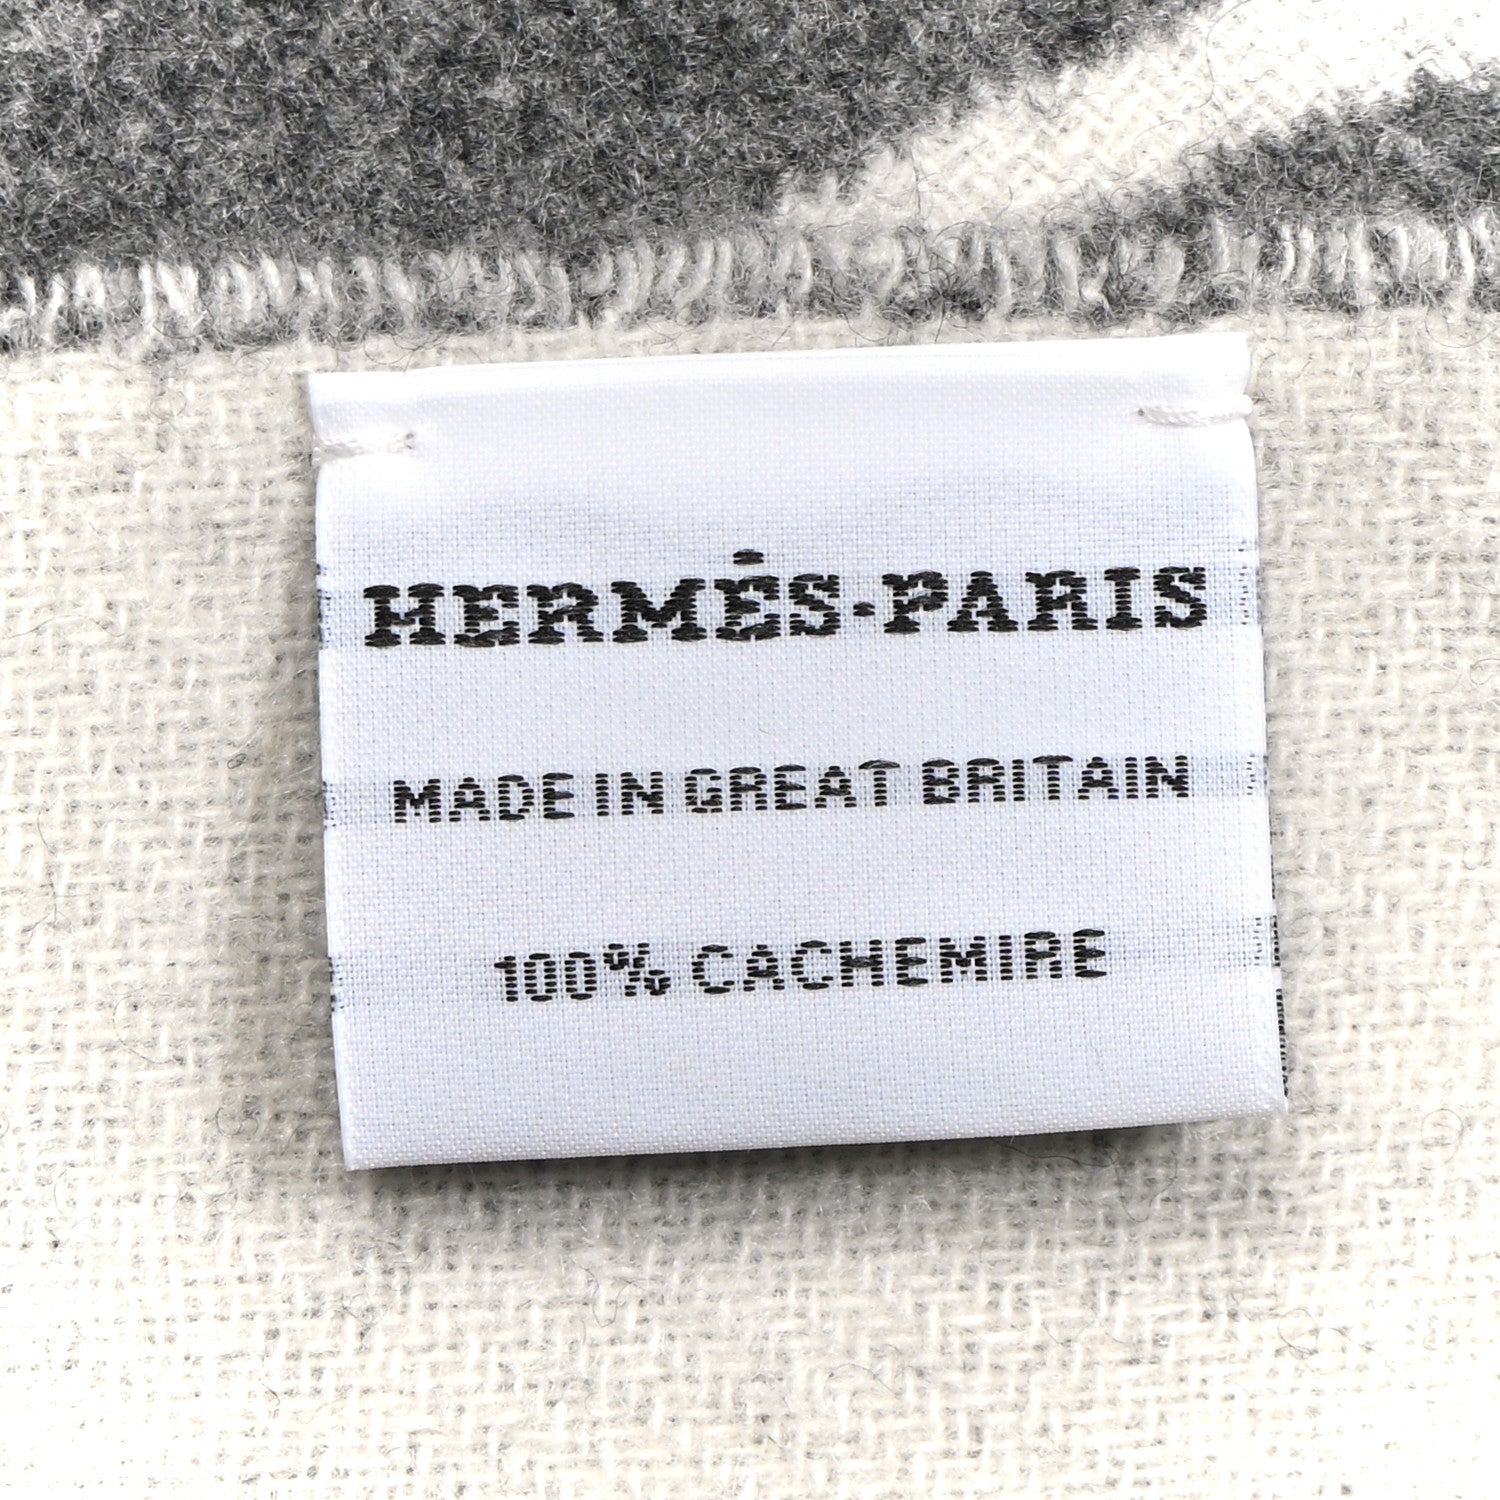 HERMÈS·PARIS
MADE IN GREAT BRITAIN
100% CACHEMIRE